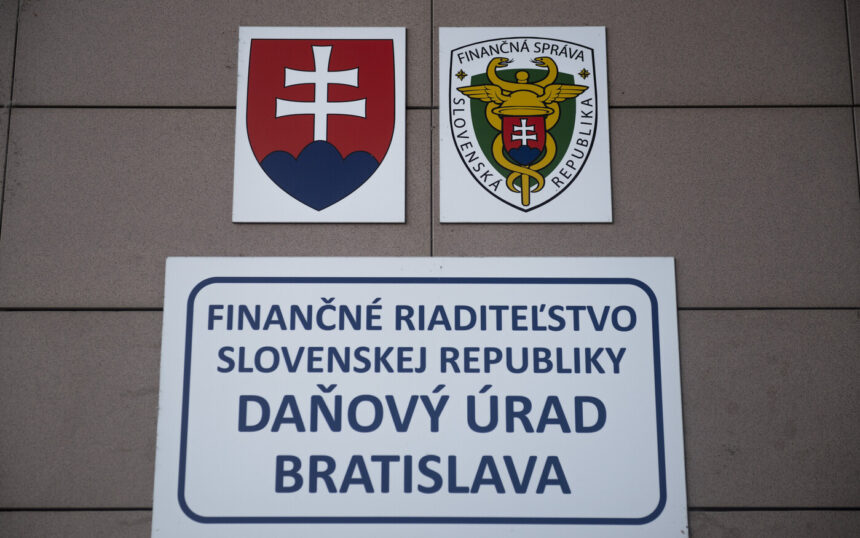 FINANČNÁ SPRÁVA
SLOVENSKÁ
REPUBLIKA
FINANČNÉ RIADITEĽSTVO
SLOVENSKEJ REPUBLIKY
DAŇOVÝ ÚRAD
BRATISLAVA